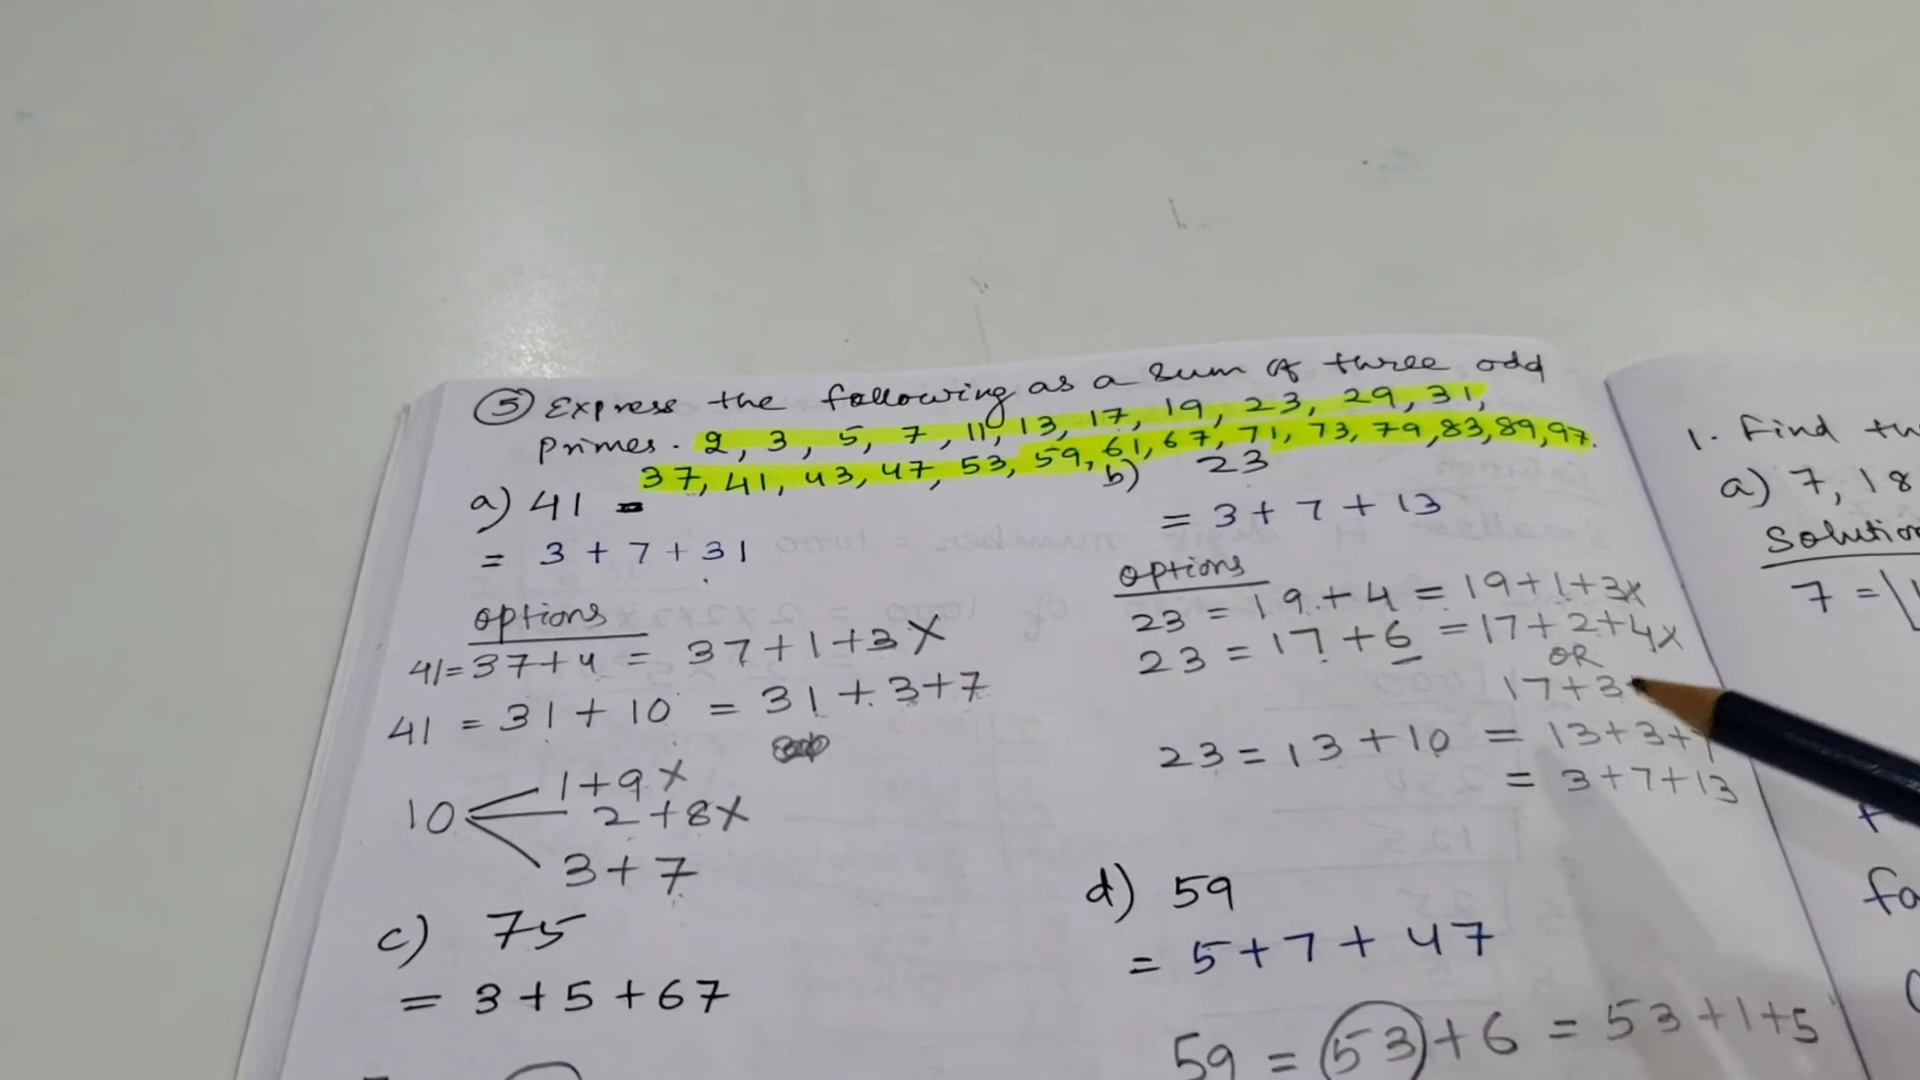 5 Express the following as a sum of three odd
Primes. 2, 3, 5, 7, 11, 13, 17, 19, 23, 29, 31,
37, 41, 43, 47, 53, 59, 61, 67, 71, 73, 79, 83, 89, 97.
a) 41 =
= 3 + 7 + 31
options
41 = 37 + 4 = 37 + 1 + 3 X
41 = 31 + 10 = 31 + 3 + 7
10
1 + 9 X
2 + 8 X
3 + 7
b) 23
= 3 + 7 + 13
options
23 = 19 + 4 = 19 + 1 + 3 X
23 = 17 + 6 = 17 + 2 + 4 X
OR
17 + 3
23 = 13 + 10 = 13 + 3 +
= 3 + 7 + 13
c) 75
= 3 + 5 + 67
d) 59
= 5 + 7 + 47
59 = 53 + 6 = 53 + 1 + 5
1. Find
a) 7, 18
Solution
7 =